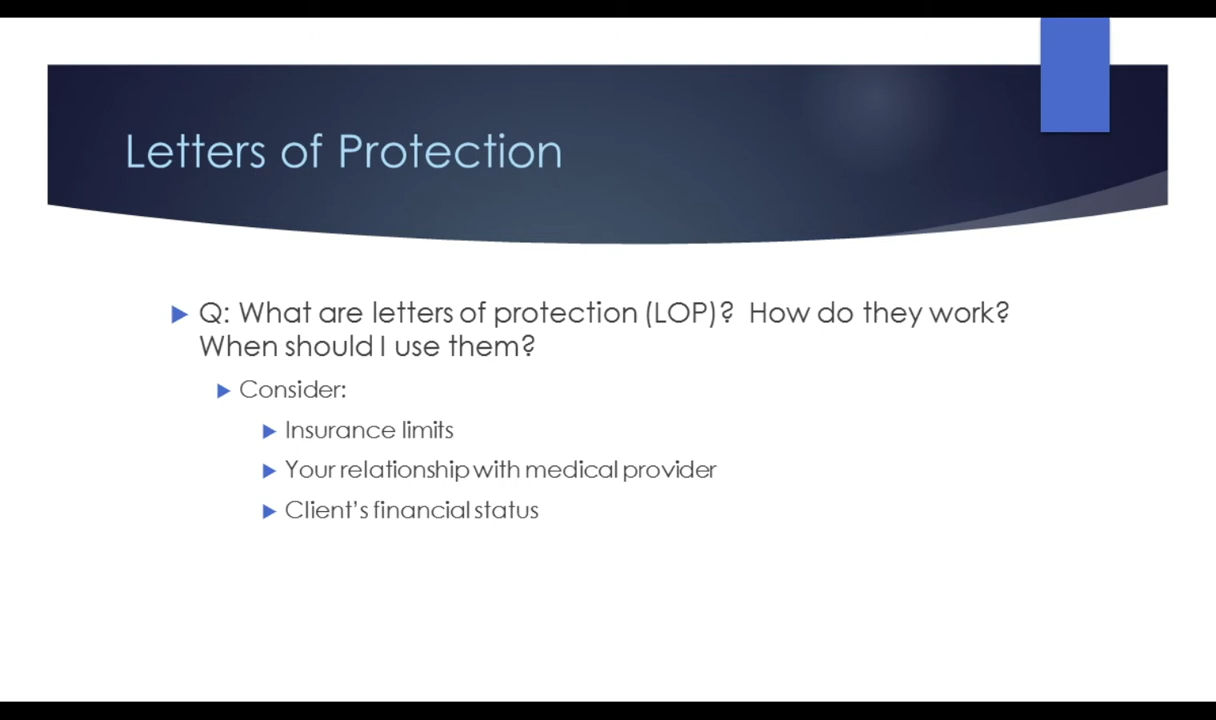 Letters of Protection
Q: What are letters of protection (LOP)? How do they work?
When should I use them?
Consider:
Insurance limits
Your relationship with medical provider
Client's financial status